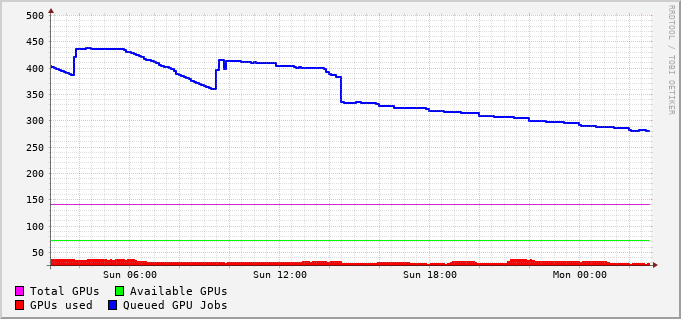 500
450
400
350
300
250
200
150
100
50
Sun 06:00 Sun 12:00 Sun 18:00 Mon 00:00
Total GPUs Available GPUs
GPUs used Queued GPU Jobs
RRDTOOL / TOBI OETIKER